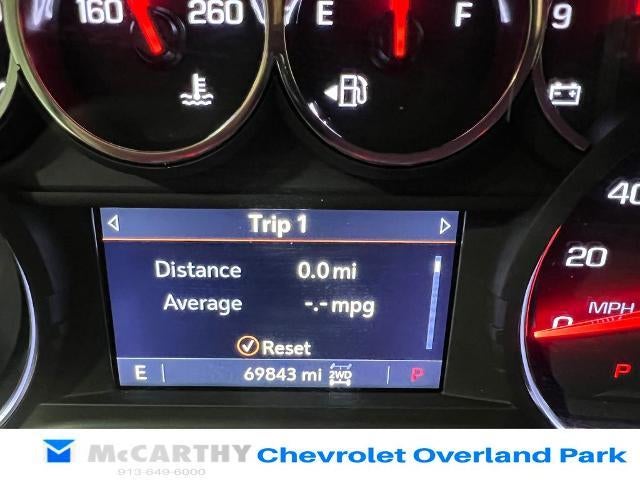 160 260 E F 9
Trip 1
Distance 0.0 mi
Average -.- mpg
Reset
E 69843 mi 2WD P
40
20
MPH
0
P
McCARTHY Chevrolet Overland Park
913-649-6000